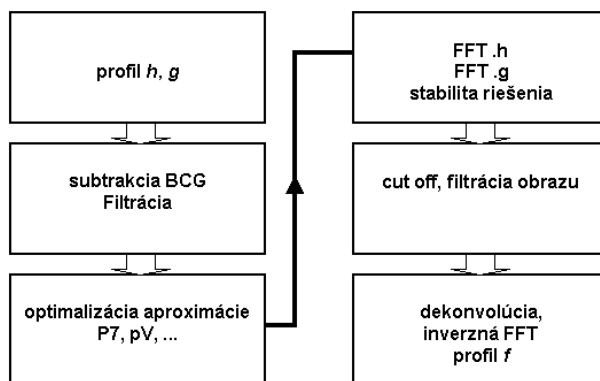 profil h, g
subtrakcia BCG
Filtrácia
optimalizácia aproximácie
P7, pV, ...
FFT .h
FFT .g
stabilita riešenia
cut off, filtrácia obrazu
dekonvolúcia,
inverzná FFT
profil f